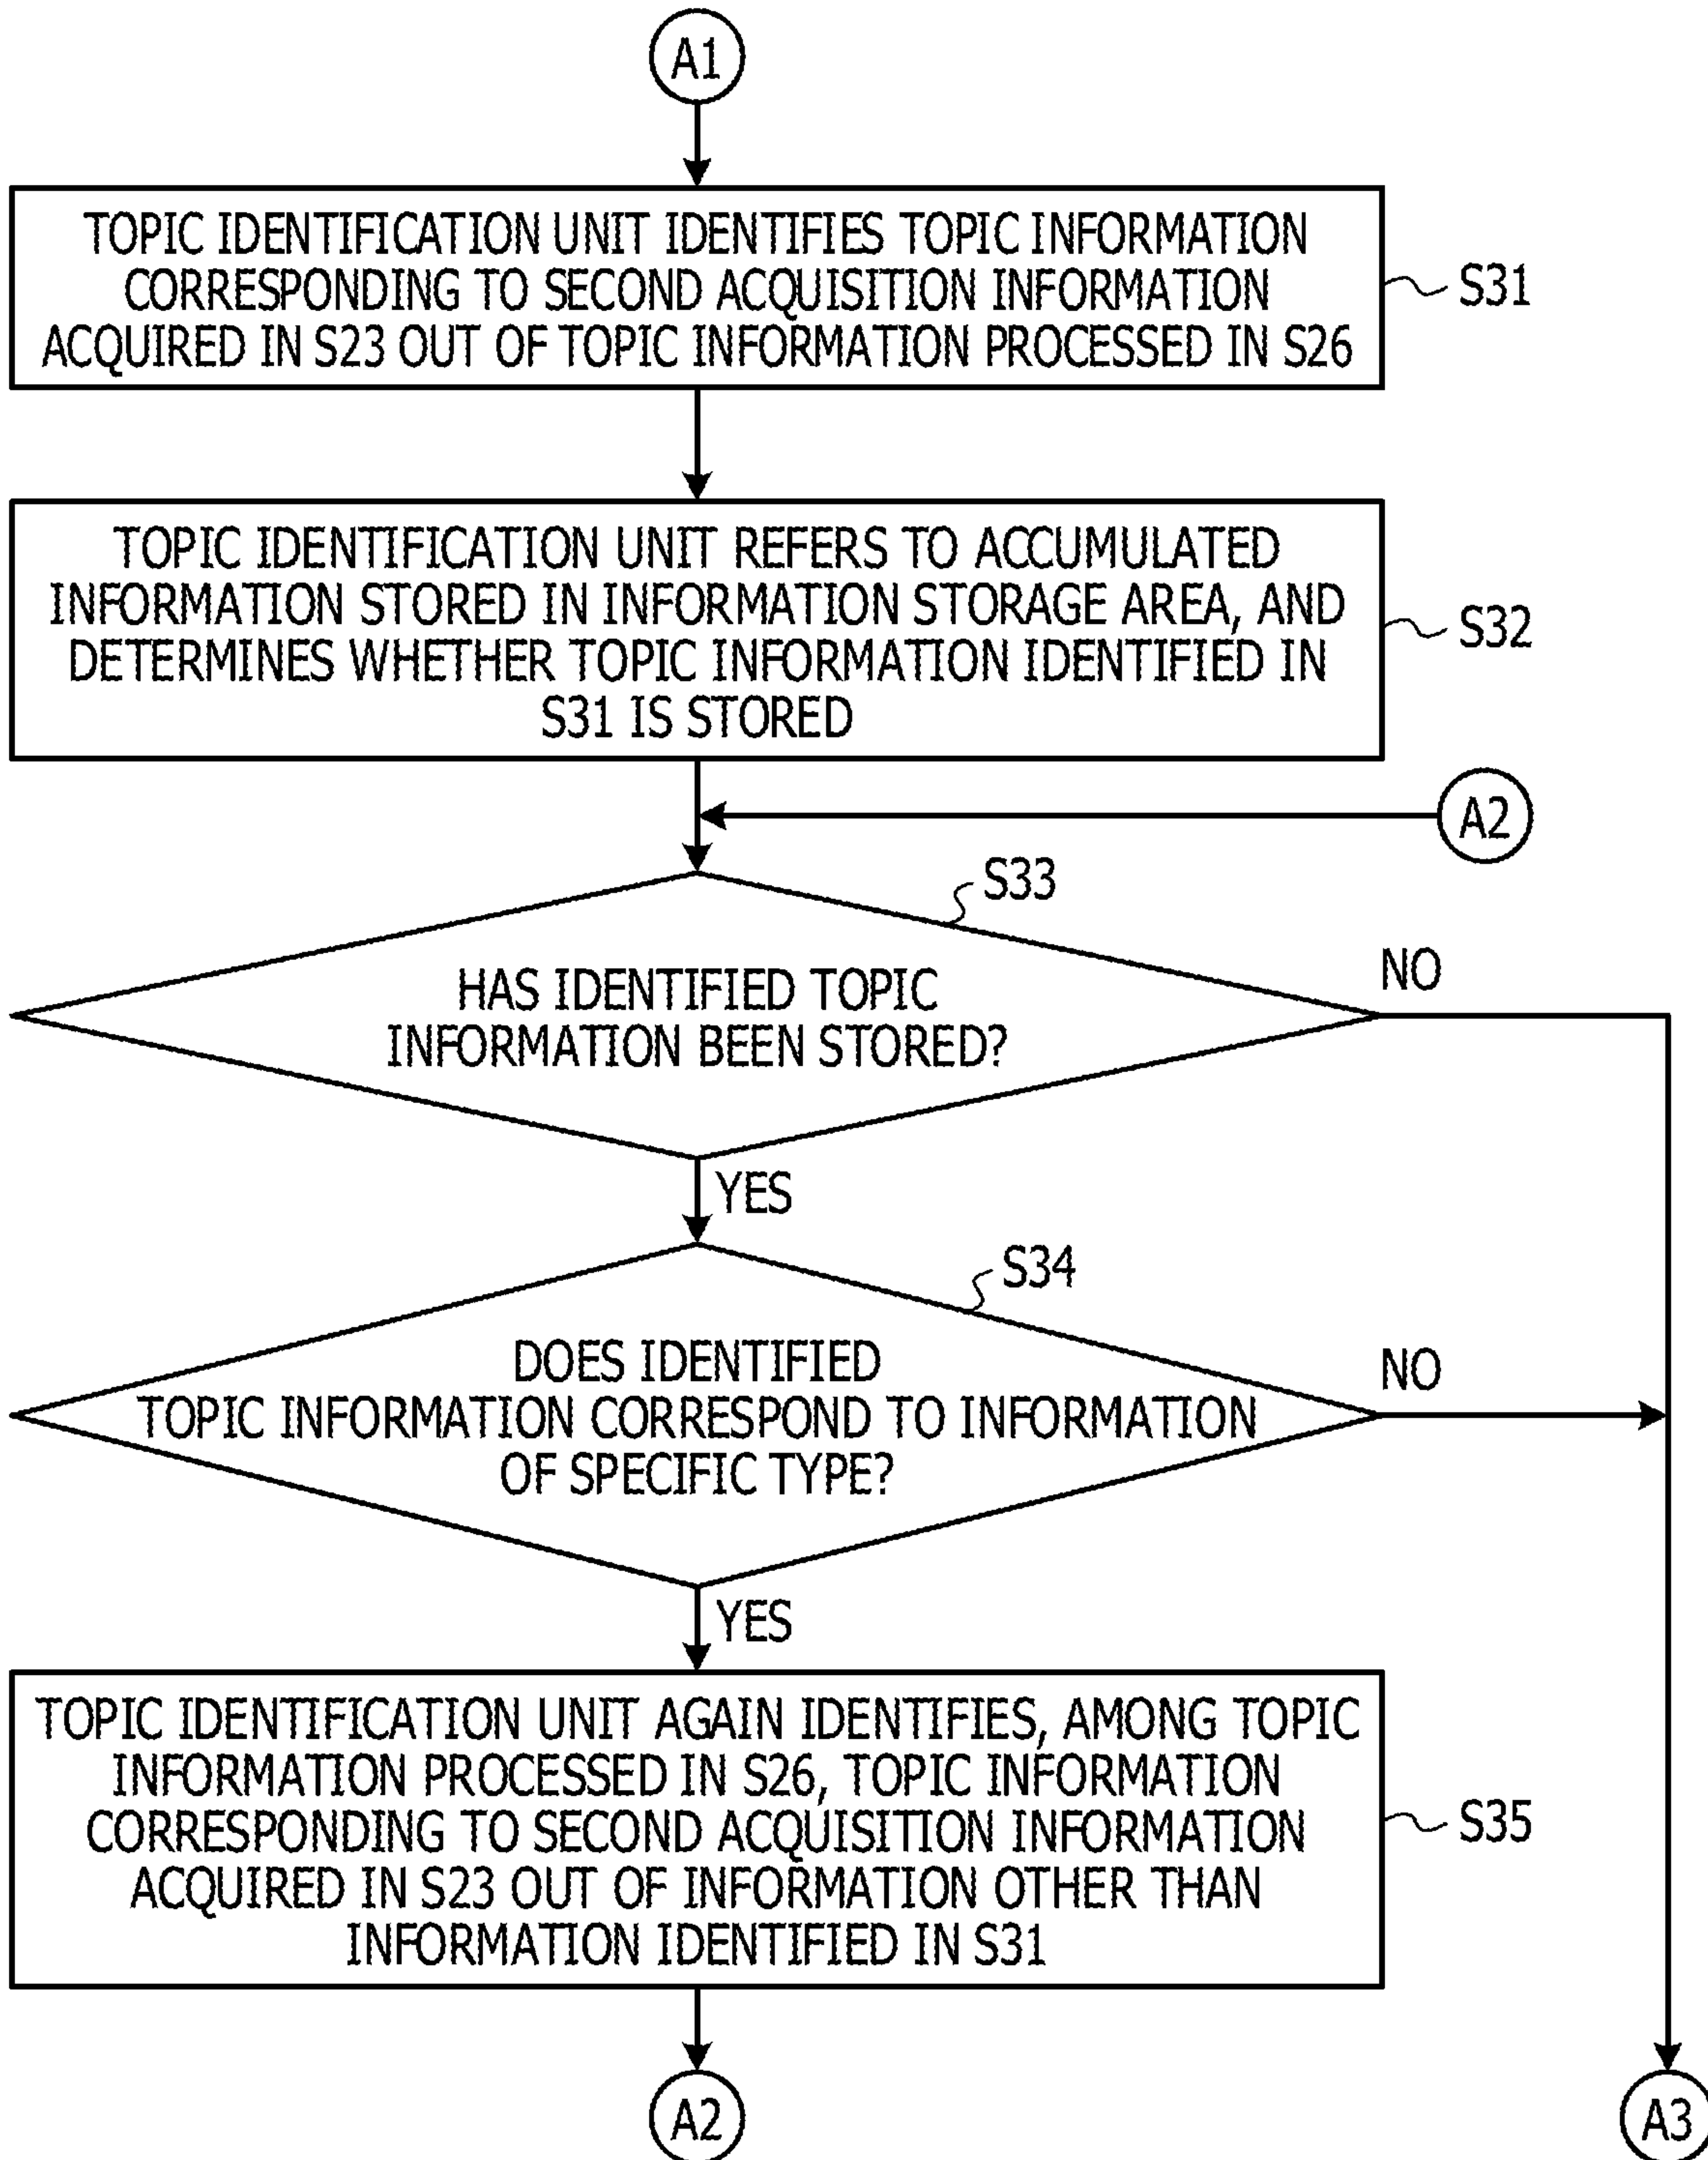 A1
TOPIC IDENTIFICATION UNIT IDENTIFIES TOPIC INFORMATION
CORRESPONDING TO SECOND ACQUISITION INFORMATION
ACQUIRED IN S23 OUT OF TOPIC INFORMATION PROCESSED IN S26
S31
TOPIC IDENTIFICATION UNIT REFERS TO ACCUMULATED
INFORMATION STORED IN INFORMATION STORAGE AREA, AND
DETERMINES WHETHER TOPIC INFORMATION IDENTIFIED IN
S31 IS STORED
S32
A2
S33
HAS IDENTIFIED TOPIC
INFORMATION BEEN STORED?
NO
YES
S34
DOES IDENTIFIED
TOPIC INFORMATION CORRESPOND TO INFORMATION
OF SPECIFIC TYPE?
NO
YES
TOPIC IDENTIFICATION UNIT AGAIN IDENTIFIES, AMONG TOPIC
INFORMATION PROCESSED IN S26, TOPIC INFORMATION
CORRESPONDING TO SECOND ACQUISITION INFORMATION
ACQUIRED IN S23 OUT OF INFORMATION OTHER THAN
INFORMATION IDENTIFIED IN S31
S35
A2
A3